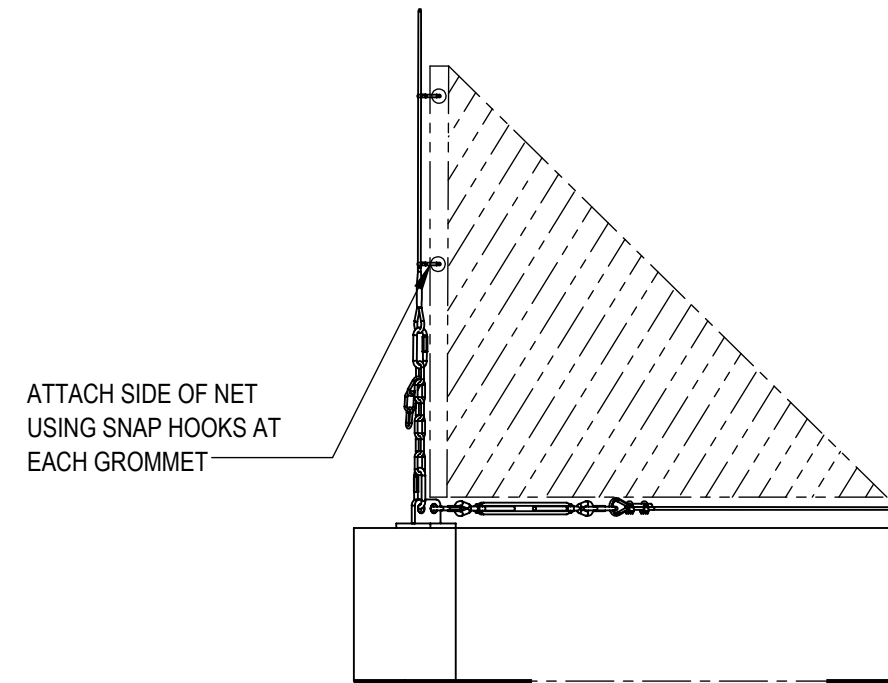 ATTACH SIDE OF NET
USING SNAP HOOKS AT
EACH GROMMET